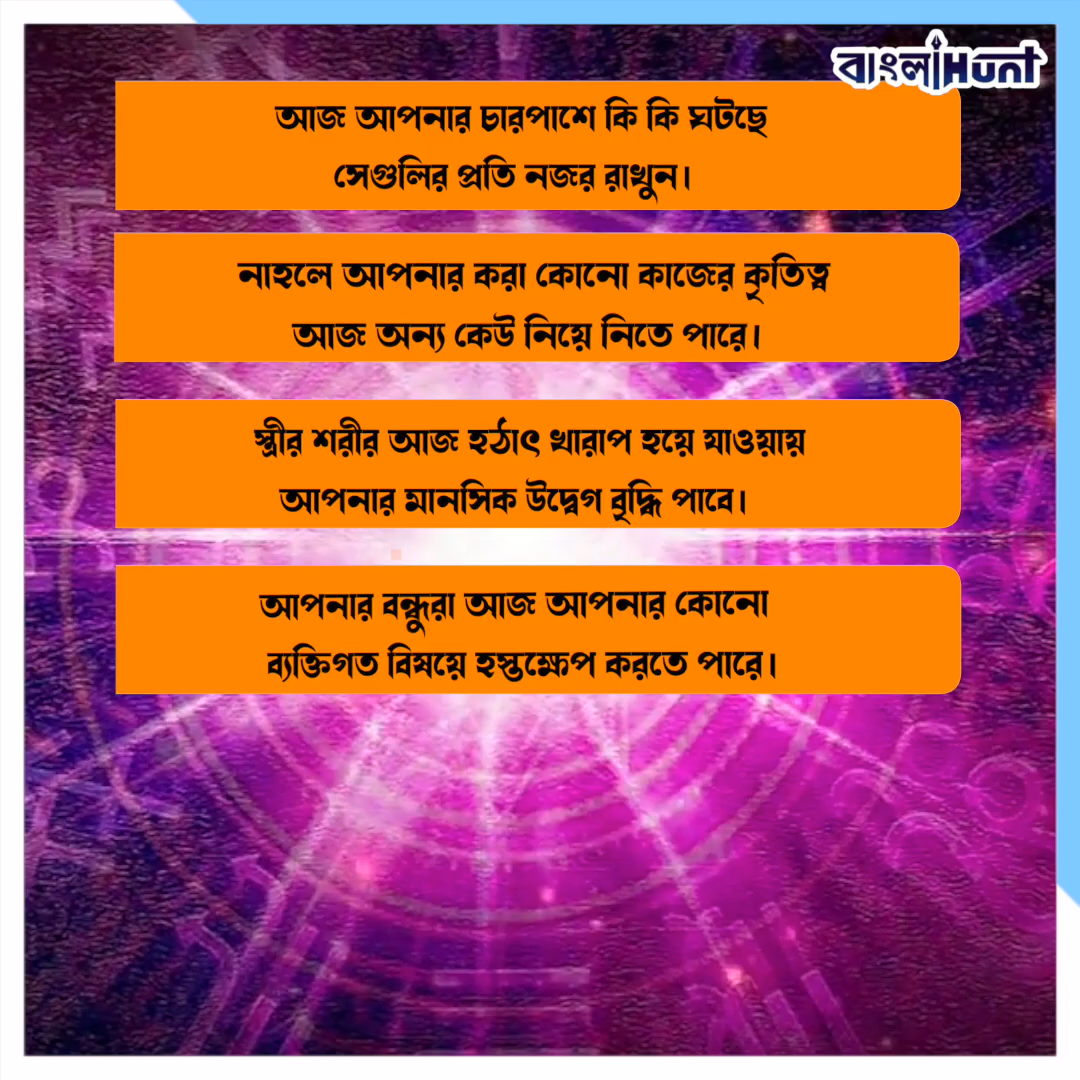 বাংলাHunt
আজ আপনার চারপাশে কি কি ঘটছে
সেগুলির প্রতি নজর রাখুন।
নাহলে আপনার করা কোনো কাজের কৃতিত্ব
আজ অন্য কেউ নিয়ে নিতে পারে।
স্ত্রীর শরীর আজ হঠাৎ খারাপ হয়ে যাওয়ায়
আপনার মানসিক উদ্বেগ বৃদ্ধি পাবে।
আপনার বন্ধুরা আজ আপনার কোনো
ব্যক্তিগত বিষয়ে হস্তক্ষেপ করতে পারে।